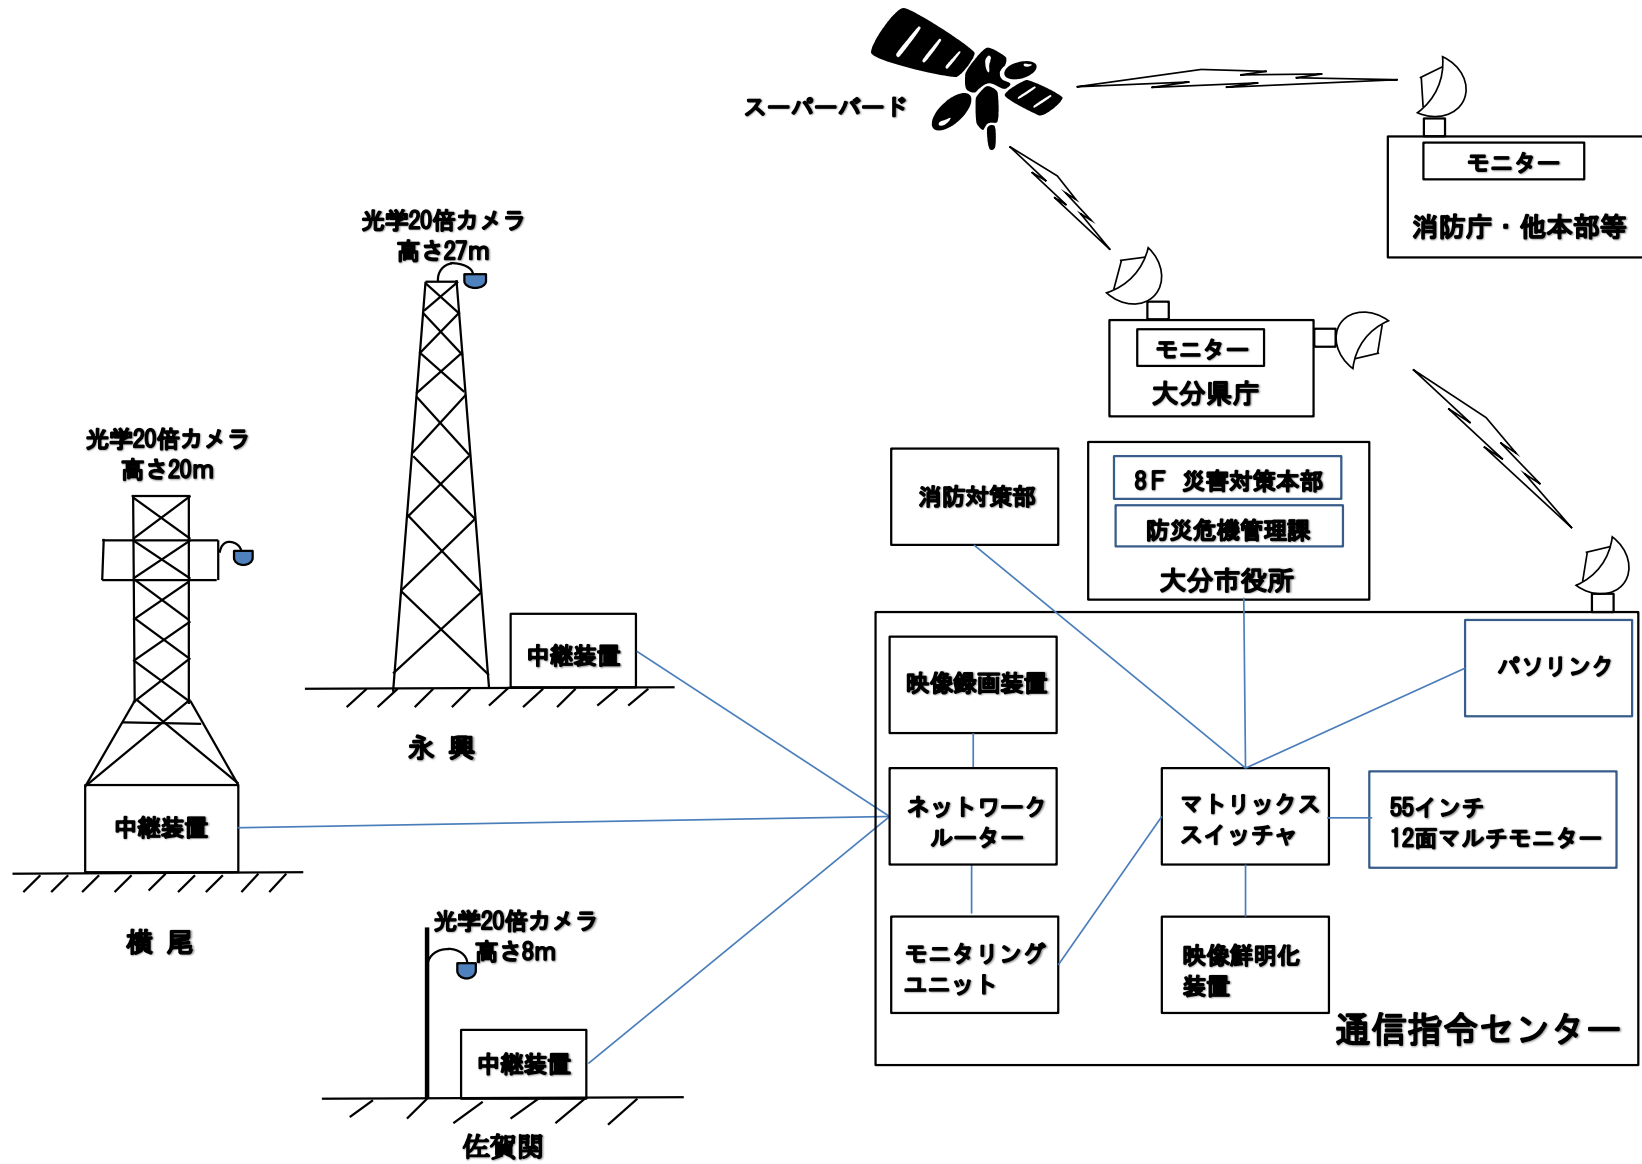 スーパーバード
モニター
消防庁・他本部等
光学20倍カメラ
高さ27m
モニター
大分県庁
光学20倍カメラ
高さ20m
消防対策部
8F 災害対策本部
防災危機管理課
大分市役所
中継装置
永 興
映像録画装置
パソリンク
中継装置
横 尾
ネットワーク
ルーター
マトリックス
スイッチャ
55インチ
12面マルチモニター
光学20倍カメラ
高さ8m
モニタリング
ユニット
映像鮮明化
装置
通信指令センター
中継装置
佐賀関